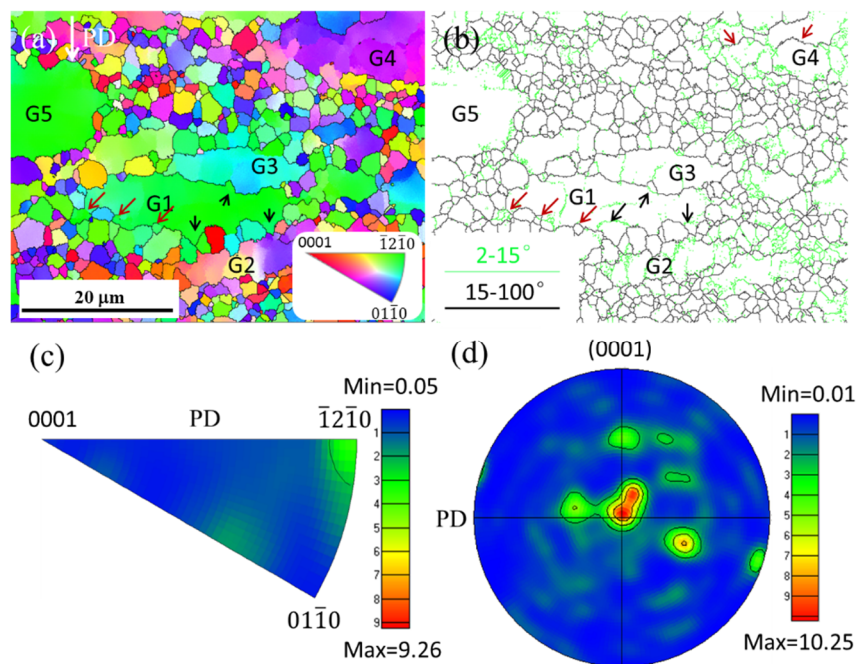 (a) PD
G4
G5
G3
G1
G2
0001 1̅21̅0
011̅0
20 μm
(b)
G4
G5
G3
G1
G2
2-15°
15-100°
(c)
0001 PD 1̅21̅0
011̅0
Min=0.05
1
2
3
4
5
6
7
8
9
Max=9.26
(d)
(0001)
PD
Min=0.01
1
2
3
4
5
6
7
8
9
Max=10.25